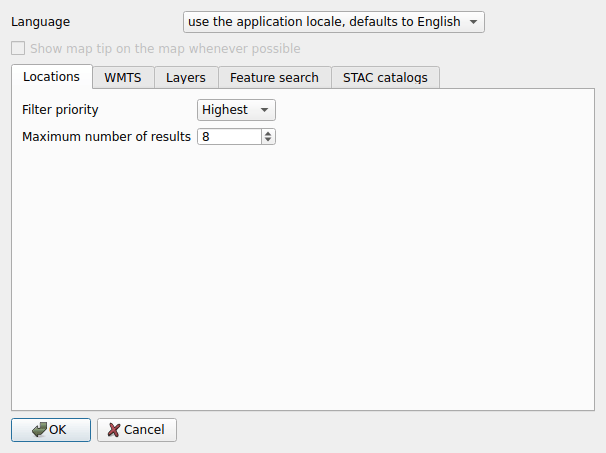 Language use the application locale, defaults to English
Show map tip on the map whenever possible
Locations WMTS Layers Feature search STAC catalogs
Filter priority Highest
Maximum number of results 8
OK Cancel